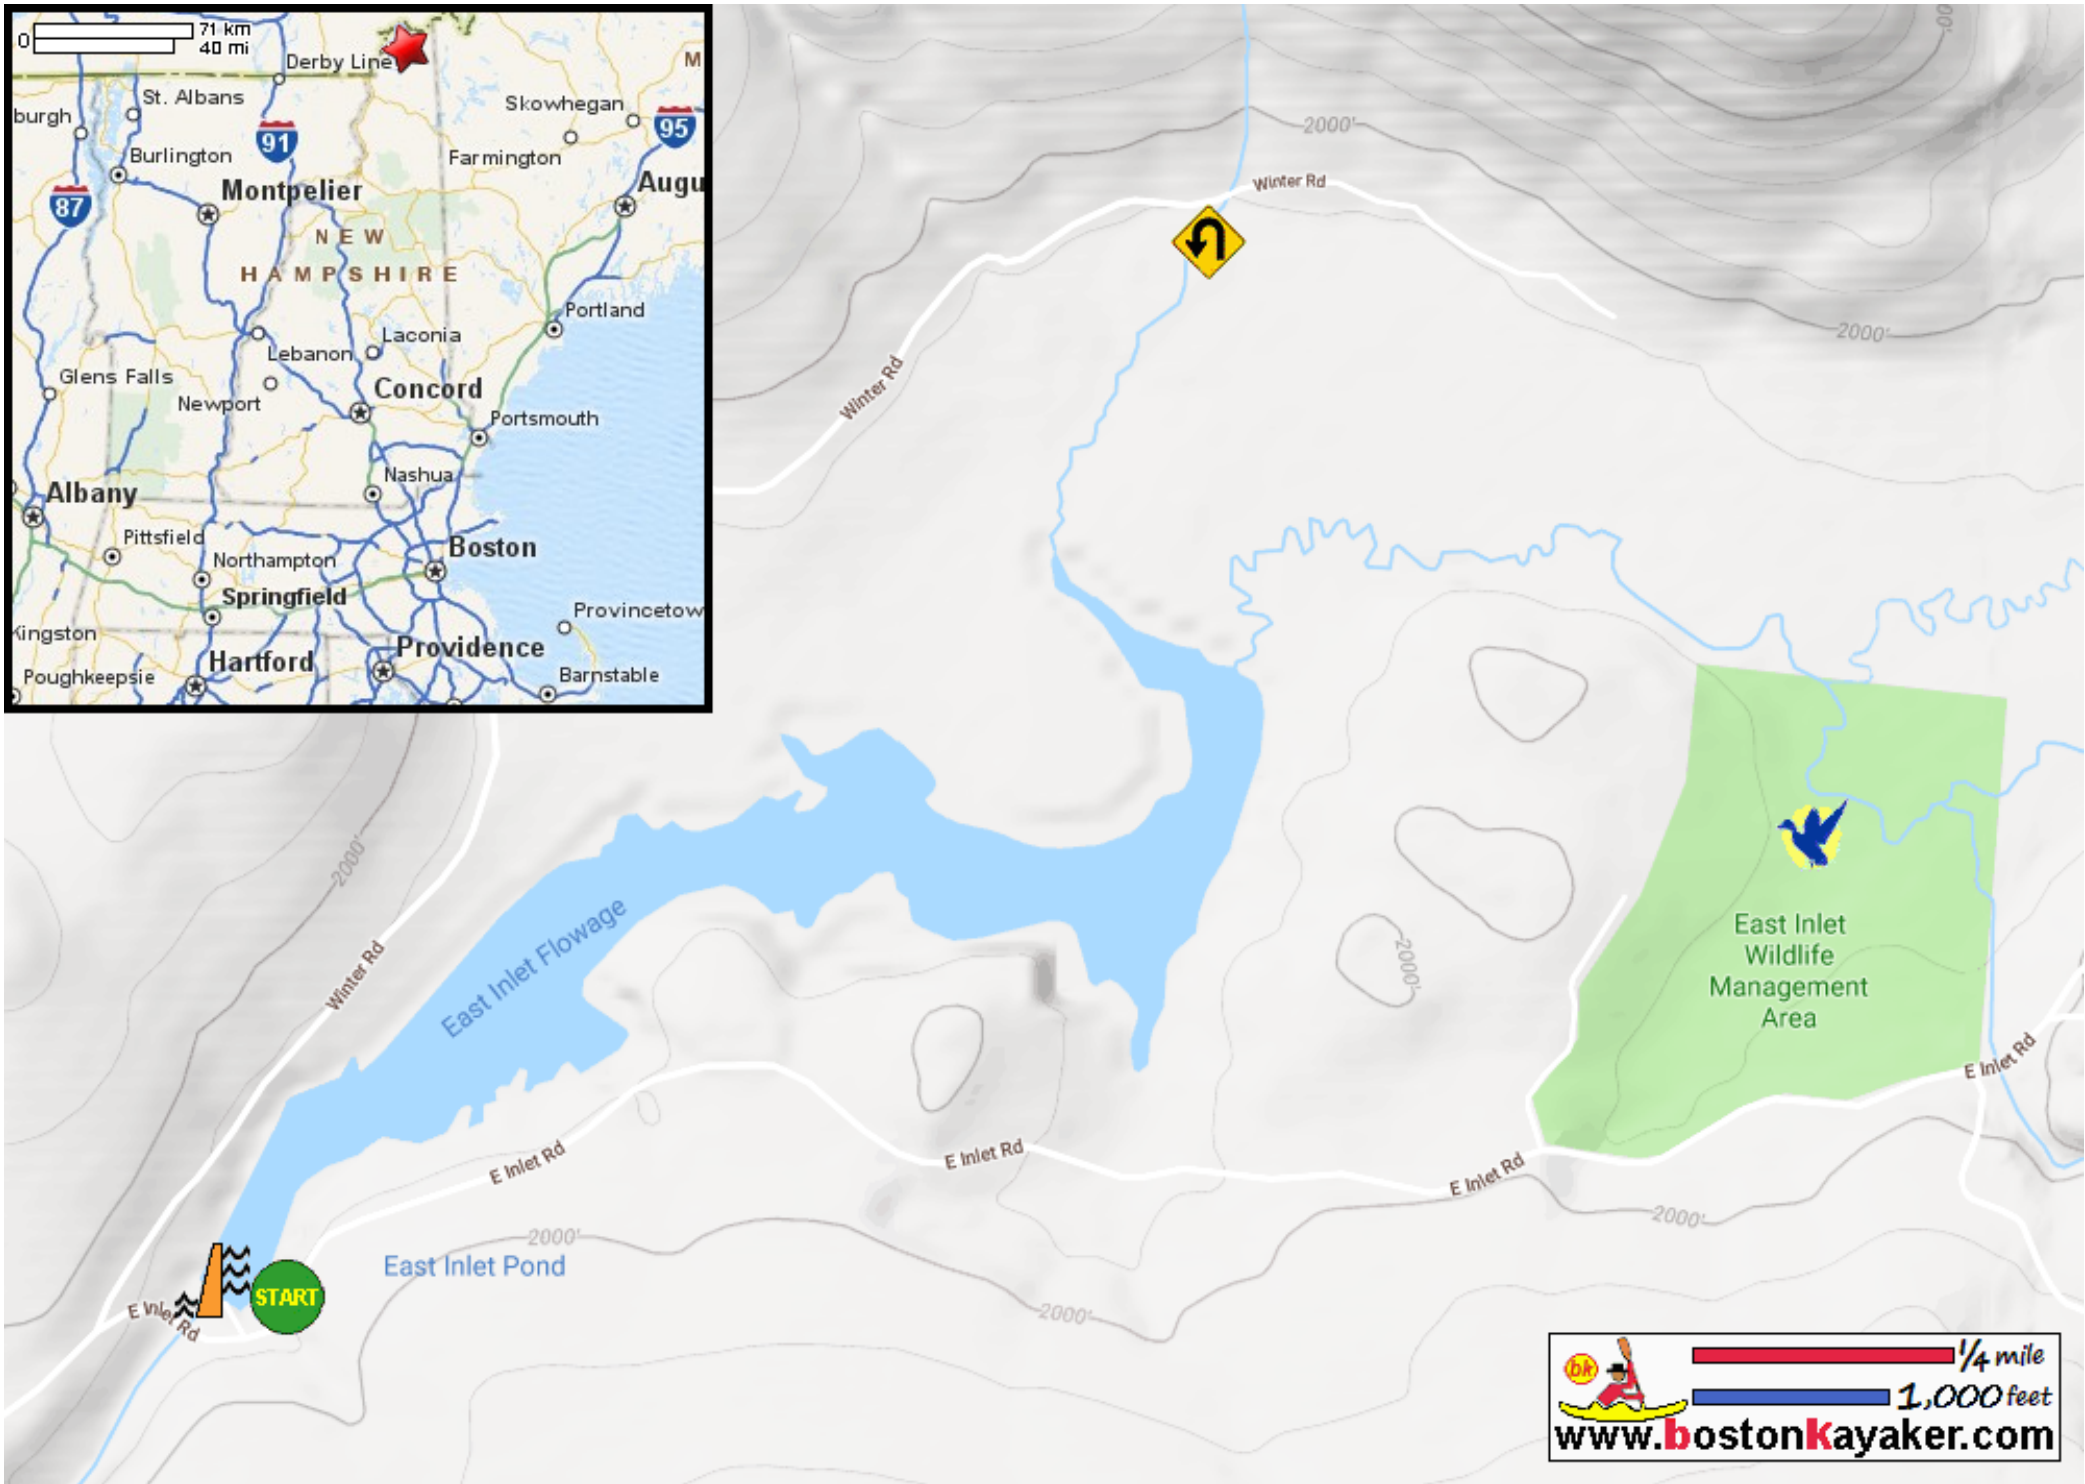 0
71 km
40 mi
Derby Line
M
St. Albans
Skowhegan
burgh
91
95
Burlington
Farmington
87
Montpelier
Augu
NEW
HAMPSHIRE
Portland
Laconia
Lebanon
Glens Falls
Newport
Concord
Portsmouth
Nashua
Albany
Pittsfield
Boston
Northampton
Springfield
Provincetow
Kingston
Providence
Hartford
Poughkeepsie
Barnstable
2000'
Winter Rd
2000'
Winter Rd
2000'
Winter Rd
East Inlet Flowage
2000'
East Inlet
Wildlife
Management
Area
E Inlet Rd
E Inlet Rd
E Inlet Rd
E Inlet Rd
2000'
2000'
East Inlet Pond
START
E Inlet Rd
2000'
bk
1/4 mile
1,000 feet
www.bostonkayaker.com